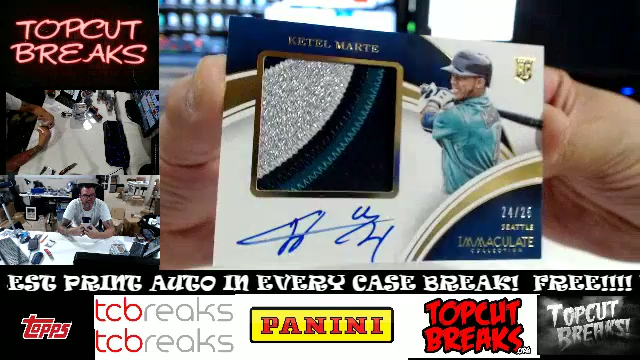 TOPCUT
BREAKS
KETEL MARTE
RC
24/25
SEATTLE
IMMACULATE
COLLECTION
EST PRINT AUTO IN EVERY CASE BREAK! FREE!!!!
topps
tcbreaks
tcbreaks
PANINI
TOPCUT
BREAKS
.ORG
TOPCUT
BREAKS!